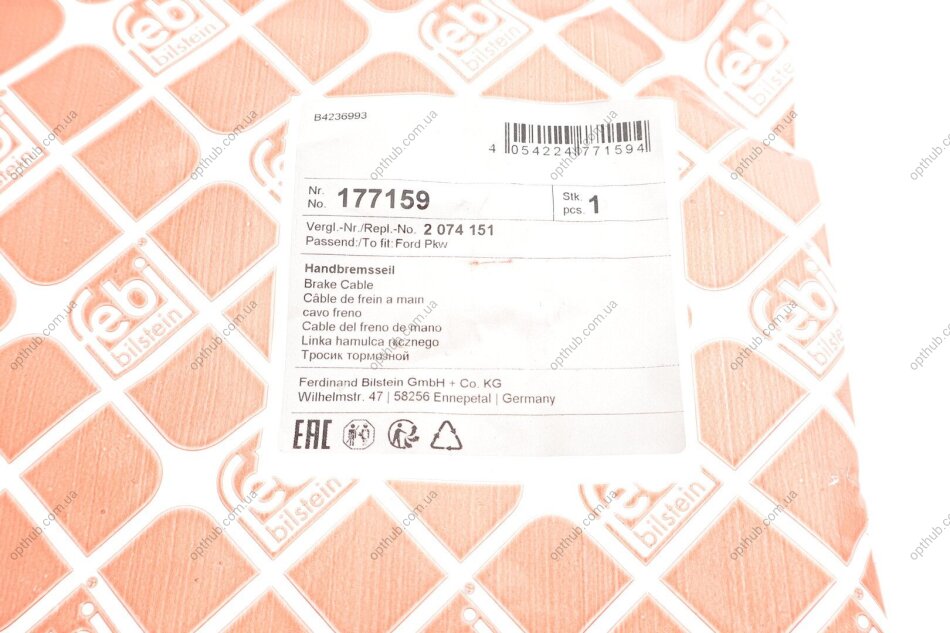 febi
bilstein
B4236993
4 054224 771594
Nr.
No. 177159
Stk.
pcs. 1
Vergl.-Nr./Repl.-No. 2 074 151
Passend:/To fit: Ford Pkw
Handbremsseil
Brake Cable
Câble de frein a main
cavo freno
Cable del freno de mano
Linka hamulca ręcznego
Тросик тормозной
Ferdinand Bilstein GmbH + Co. KG
Wilhelmstr. 47 | 58256 Ennepetal | Germany
EAC
opthub.com.ua